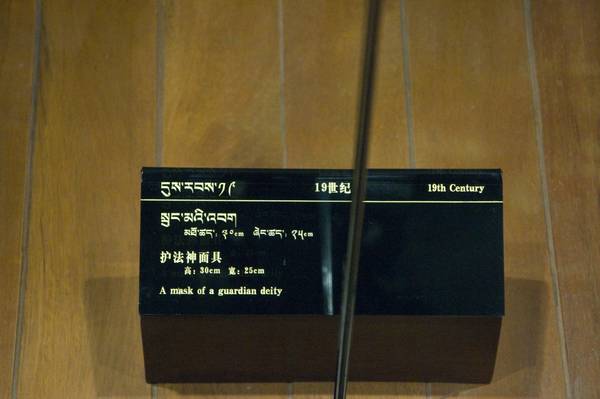 དུས་རབས་༡༩ 19世纪 19th Century
སྲུང་མའི་འབག
མཐོ་ཚད་: ༣༠cm ཞེང་ཚད་: ༢༥cm
护法神面具
高: 30cm 宽: 25cm
A mask of a guardian deity